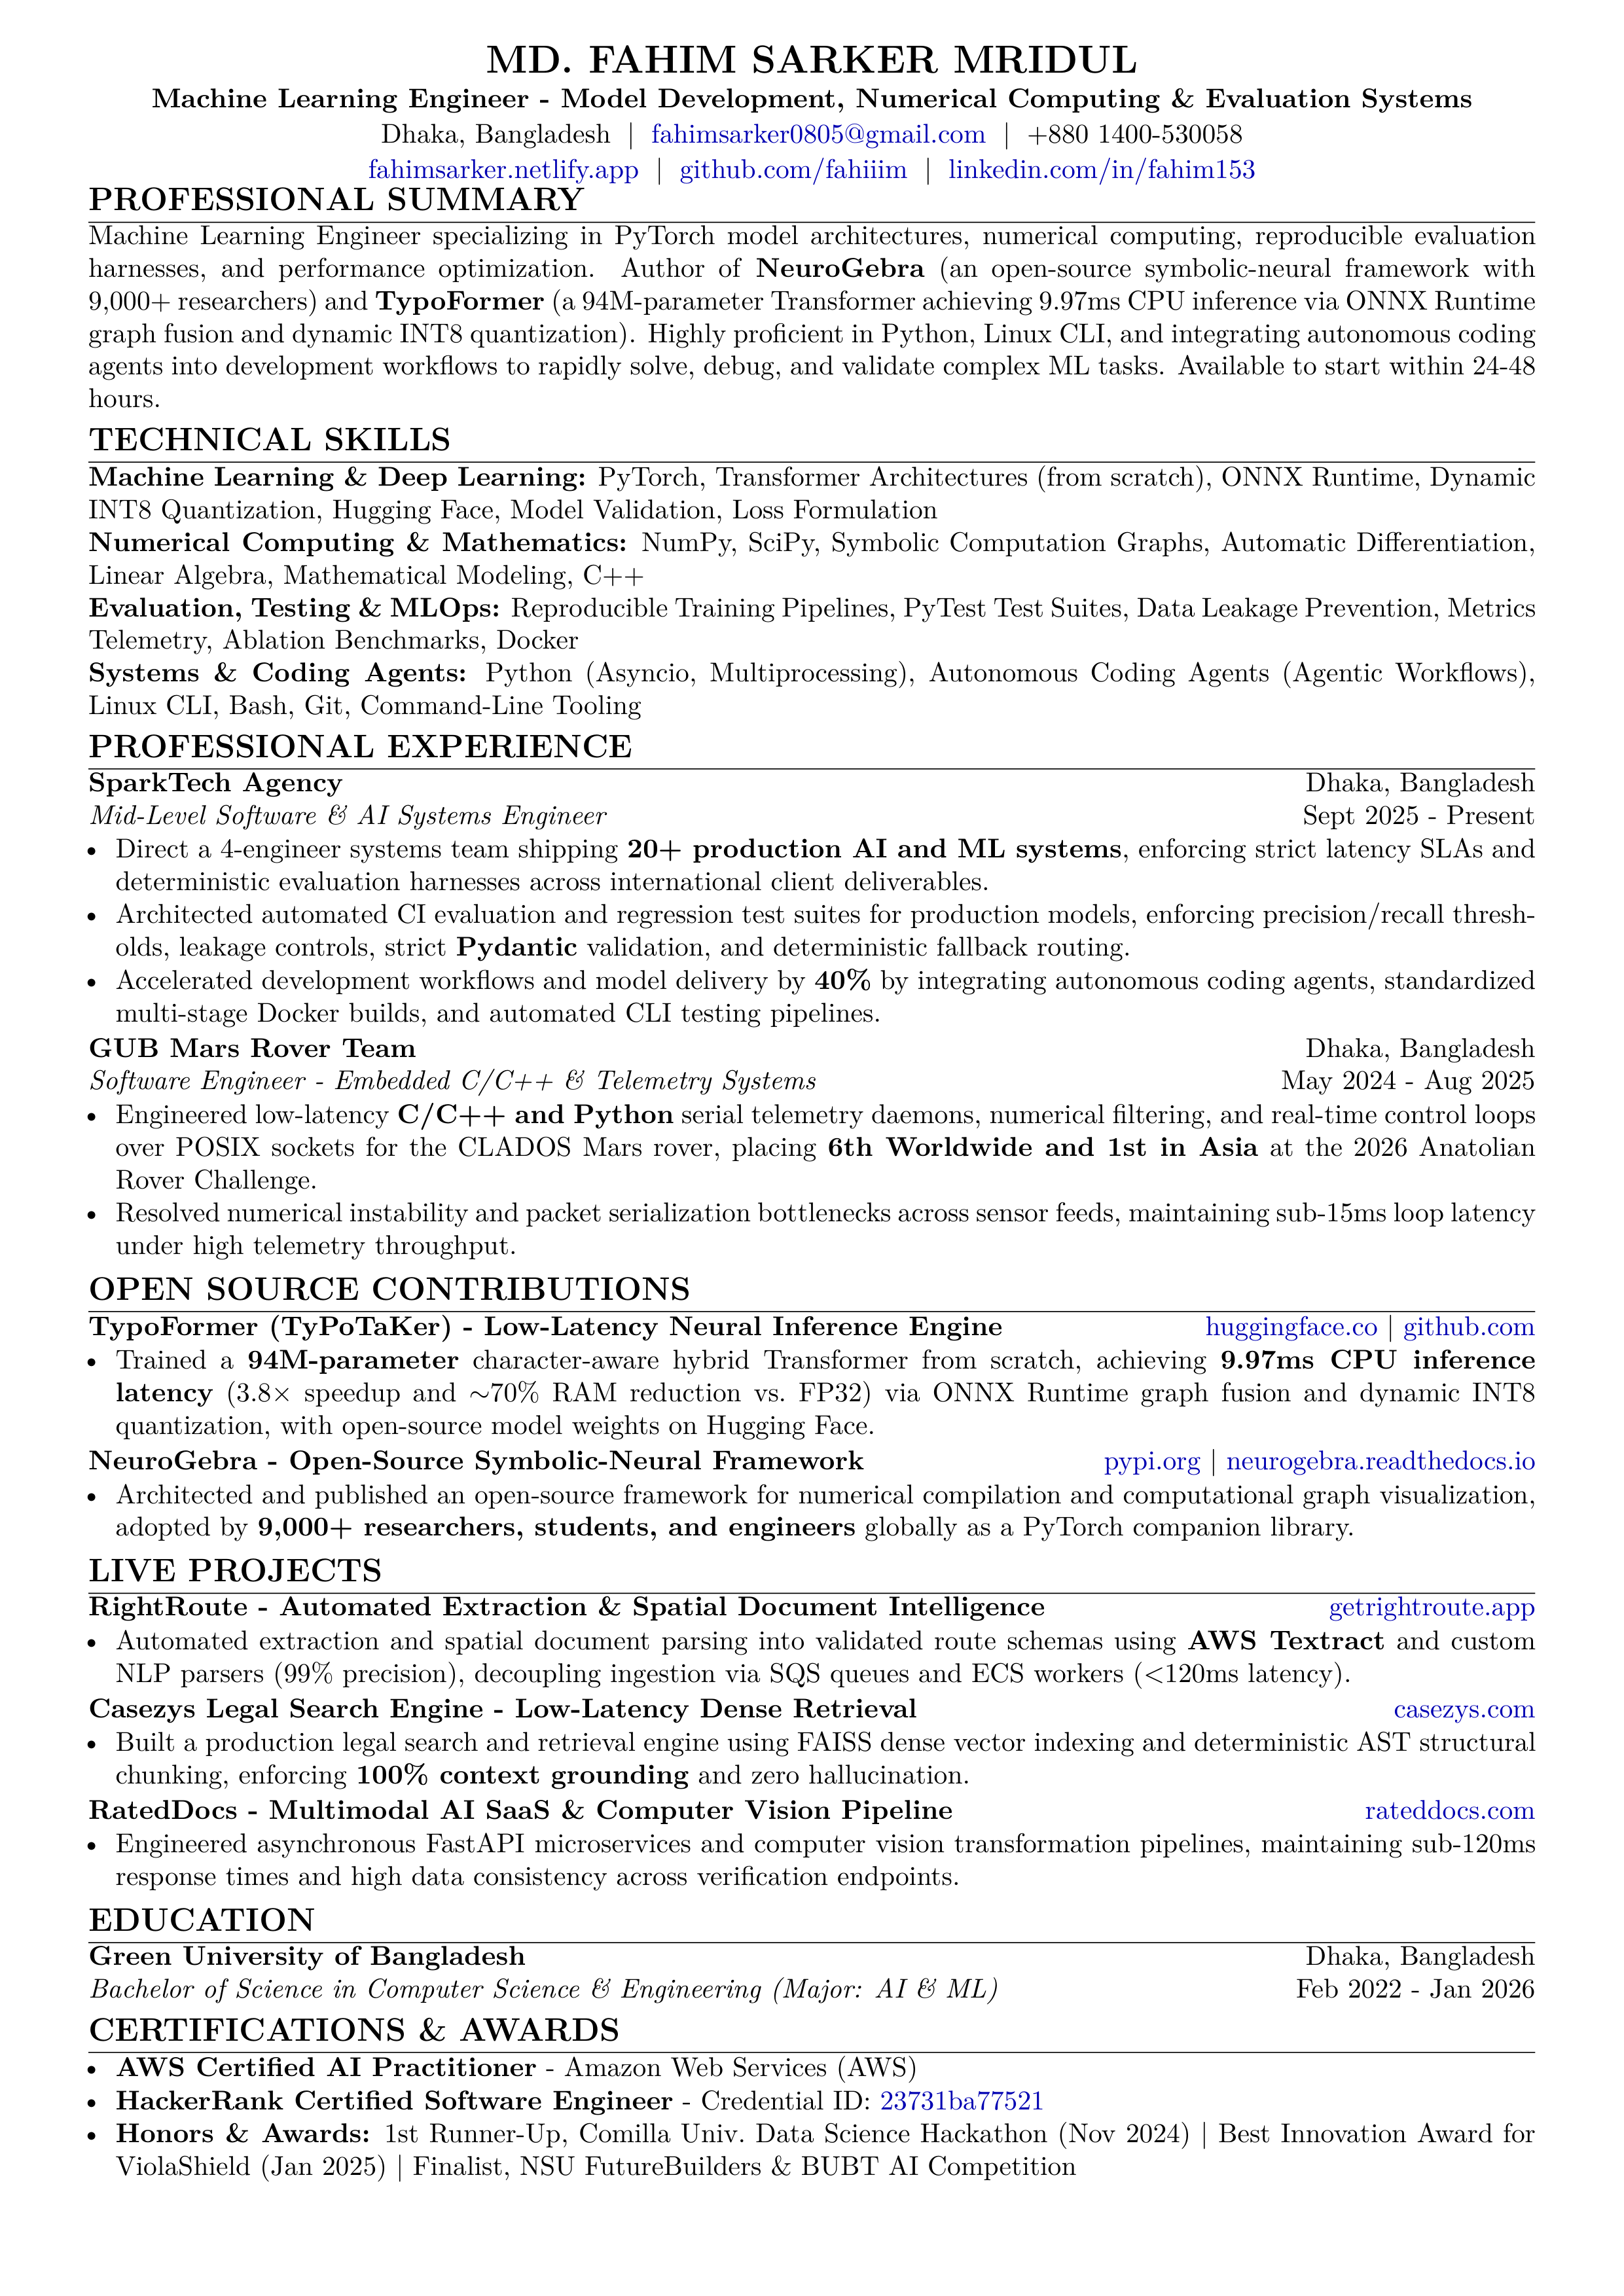 MD. FAHIM SARKER MRIDUL
Machine Learning Engineer - Model Development, Numerical Computing & Evaluation Systems
Dhaka, Bangladesh | fahimsarker0805@gmail.com | +880 1400-530058
fahimsarker.netlify.app | github.com/fahiiim | linkedin.com/in/fahim153
PROFESSIONAL SUMMARY
Machine Learning Engineer specializing in PyTorch model architectures, numerical computing, reproducible evaluation
harnesses, and performance optimization. Author of NeuroGebra (an open-source symbolic-neural framework with
9,000+ researchers) and TypoFormer (a 94M-parameter Transformer achieving 9.97ms CPU inference via ONNX Runtime
graph fusion and dynamic INT8 quantization). Highly proficient in Python, Linux CLI, and integrating autonomous coding
agents into development workflows to rapidly solve, debug, and validate complex ML tasks. Available to start within 24-48
hours.
TECHNICAL SKILLS
Machine Learning & Deep Learning: PyTorch, Transformer Architectures (from scratch), ONNX Runtime, Dynamic
INT8 Quantization, Hugging Face, Model Validation, Loss Formulation
Numerical Computing & Mathematics: NumPy, SciPy, Symbolic Computation Graphs, Automatic Differentiation,
Linear Algebra, Mathematical Modeling, C++
Evaluation, Testing & MLOps: Reproducible Training Pipelines, PyTest Test Suites, Data Leakage Prevention, Metrics
Telemetry, Ablation Benchmarks, Docker
Systems & Coding Agents: Python (Asyncio, Multiprocessing), Autonomous Coding Agents (Agentic Workflows),
Linux CLI, Bash, Git, Command-Line Tooling
PROFESSIONAL EXPERIENCE
SparkTech Agency Dhaka, Bangladesh
Mid-Level Software & AI Systems Engineer Sept 2025 - Present
• Direct a 4-engineer systems team shipping 20+ production AI and ML systems, enforcing strict latency SLAs and
deterministic evaluation harnesses across international client deliverables.
• Architected automated CI evaluation and regression test suites for production models, enforcing precision/recall thresh-
olds, leakage controls, strict Pydantic validation, and deterministic fallback routing.
• Accelerated development workflows and model delivery by 40% by integrating autonomous coding agents, standardized
multi-stage Docker builds, and automated CLI testing pipelines.
GUB Mars Rover Team Dhaka, Bangladesh
Software Engineer - Embedded C/C++ & Telemetry Systems May 2024 - Aug 2025
• Engineered low-latency C/C++ and Python serial telemetry daemons, numerical filtering, and real-time control loops
over POSIX sockets for the CLADOS Mars rover, placing 6th Worldwide and 1st in Asia at the 2026 Anatolian
Rover Challenge.
• Resolved numerical instability and packet serialization bottlenecks across sensor feeds, maintaining sub-15ms loop latency
under high telemetry throughput.
OPEN SOURCE CONTRIBUTIONS
TypoFormer (TyPoTaKer) - Low-Latency Neural Inference Engine huggingface.co | github.com
• Trained a 94M-parameter character-aware hybrid Transformer from scratch, achieving 9.97ms CPU inference
latency (3.8× speedup and ∼70% RAM reduction vs. FP32) via ONNX Runtime graph fusion and dynamic INT8
quantization, with open-source model weights on Hugging Face.
NeuroGebra - Open-Source Symbolic-Neural Framework pypi.org | neurogebra.readthedocs.io
• Architected and published an open-source framework for numerical compilation and computational graph visualization,
adopted by 9,000+ researchers, students, and engineers globally as a PyTorch companion library.
LIVE PROJECTS
RightRoute - Automated Extraction & Spatial Document Intelligence getrightroute.app
• Automated extraction and spatial document parsing into validated route schemas using AWS Textract and custom
NLP parsers (99% precision), decoupling ingestion via SQS queues and ECS workers (<120ms latency).
Casezys Legal Search Engine - Low-Latency Dense Retrieval casezys.com
• Built a production legal search and retrieval engine using FAISS dense vector indexing and deterministic AST structural
chunking, enforcing 100% context grounding and zero hallucination.
RatedDocs - Multimodal AI SaaS & Computer Vision Pipeline rateddocs.com
• Engineered asynchronous FastAPI microservices and computer vision transformation pipelines, maintaining sub-120ms
response times and high data consistency across verification endpoints.
EDUCATION
Green University of Bangladesh Dhaka, Bangladesh
Bachelor of Science in Computer Science & Engineering (Major: AI & ML) Feb 2022 - Jan 2026
CERTIFICATIONS & AWARDS
• AWS Certified AI Practitioner - Amazon Web Services (AWS)
• HackerRank Certified Software Engineer - Credential ID: 23731ba77521
• Honors & Awards: 1st Runner-Up, Comilla Univ. Data Science Hackathon (Nov 2024) | Best Innovation Award for
ViolaShield (Jan 2025) | Finalist, NSU FutureBuilders & BUBT AI Competition